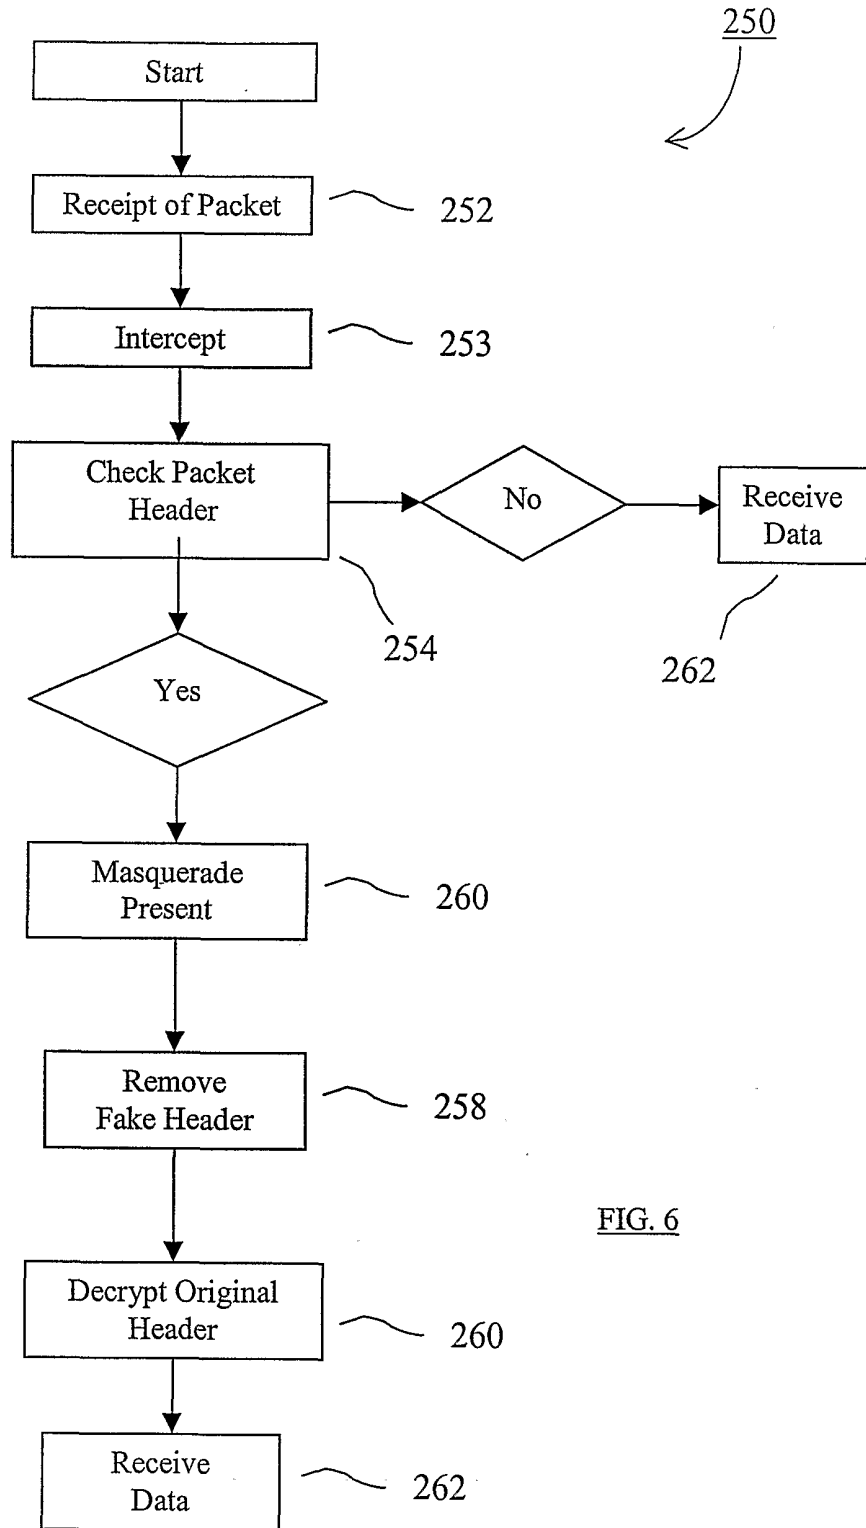 250
Start
Receipt of Packet
252
Intercept
253
Check Packet
Header
254
No
Receive
Data
262
Yes
Masquerade
Present
260
Remove
Fake Header
258
FIG. 6
Decrypt Original
Header
260
Receive
Data
262